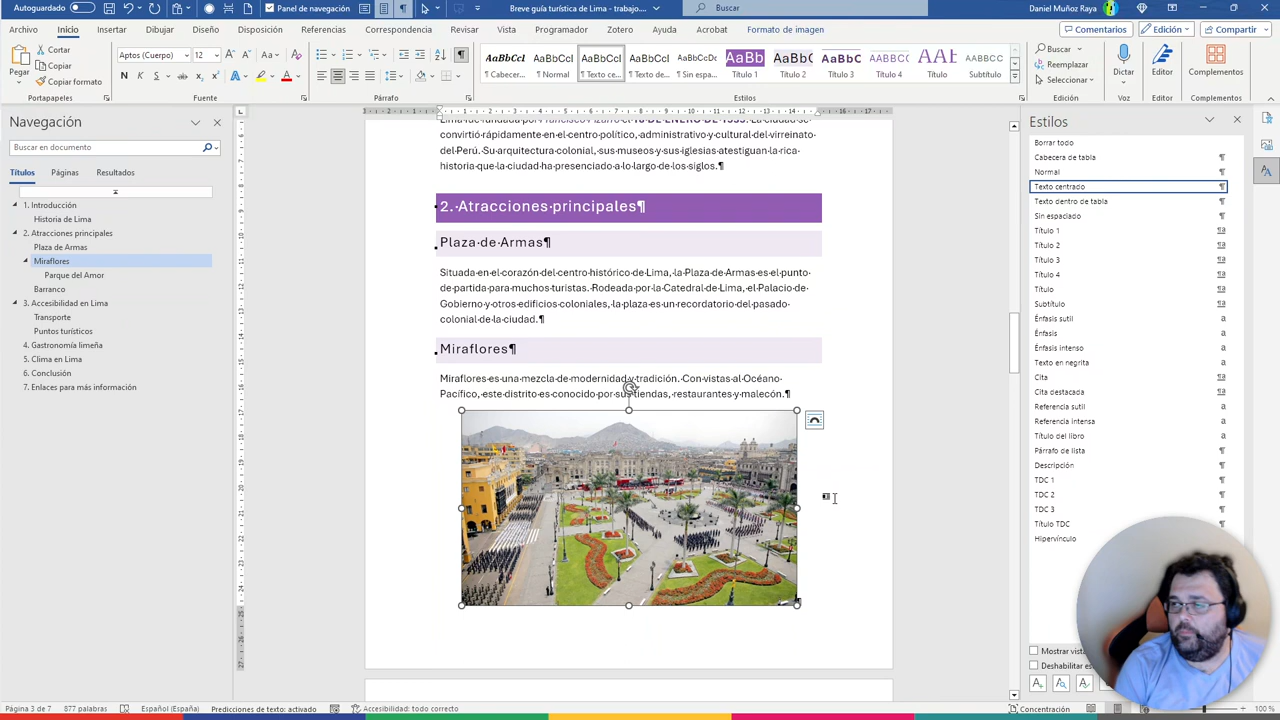 Autoguardado
Panel de navegación
Breve guía turística de Lima - trabajo...
Buscar
Daniel Muñoz Raya
Archivo
Inicio
Insertar
Dibujar
Diseño
Disposición
Referencias
Correspondencia
Revisar
Vista
Programador
Zotero
Ayuda
Acrobat
Formato de imagen
Comentarios
Edición
Compartir
Pegar
Cortar
Copiar
Copiar formato
Portapapeles
Aptos (Cuerpo)
12
Fuente
Párrafo
AaBbCcI
¶ Cabecer...
AaBbCcI
¶ Normal
AaBbCcI
¶ Texto ce...
AaBbCcI
¶ Texto de...
AaBbCcDc
¶ Sin espa...
AaBb
Título 1
AaBbC
Título 2
AaBbC
Título 3
AABBCC
Título 4
AAE
Título
AABBCC
Subtítulo
Estilos
Buscar
Reemplazar
Seleccionar
Edición
Dictar
Voz
Editor
Editor
Complementos
Complementos
Navegación
Buscar en documento
Títulos
Páginas
Resultados
1. Introducción
Historia de Lima
2. Atracciones principales
Plaza de Armas
Miraflores
Parque del Amor
Barranco
3. Accesibilidad en Lima
Transporte
Puntos turísticos
4. Gastronomía limeña
5. Clima en Lima
6. Conclusión
7. Enlaces para más información
convirtió·rápidamente·en·el·centro·político,·administrativo·y·cultural·del·virreinato·
del·Perú.·Su·arquitectura·colonial,·sus·museos·y·sus·iglesias·atestiguan·la·rica·
historia·que·la·ciudad·ha·presenciado·a·lo·largo·de·los·siglos.¶
2.·Atracciones·principales¶
Plaza·de·Armas¶
Situada·en·el·corazón·del·centro·histórico·de·Lima,·la·Plaza·de·Armas·es·el·punto·
de·partida·para·muchos·turistas.·Rodeada·por·la·Catedral·de·Lima,·el·Palacio·de·
Gobierno·y·otros·edificios·coloniales,·la·plaza·es·un·recordatorio·del·pasado·
colonial·de·la·ciudad.¶
Miraflores¶
Miraflores·es·una·mezcla·de·modernidad·y·tradición.·Con·vistas·al·Océano·
Pacífico,·este·distrito·es·conocido·por·sus·tiendas,·restaurantes·y·malecón.¶
Estilos
Borrar todo
Cabecera de tabla
Normal
Texto centrado
Texto dentro de tabla
Sin espaciado
Título 1
Título 2
Título 3
Título 4
Título
Subtítulo
Énfasis sutil
Énfasis
Énfasis intenso
Texto en negrita
Cita
Cita destacada
Referencia sutil
Referencia intensa
Título del libro
Párrafo de lista
Descripción
TDC 1
TDC 2
TDC 3
Título TDC
Hipervínculo
Mostrar vista
Deshabilitar es
Página 3 de 7
877 palabras
Español (España)
Predicciones de texto: activado
Accesibilidad: todo correcto
Concentración
100 %